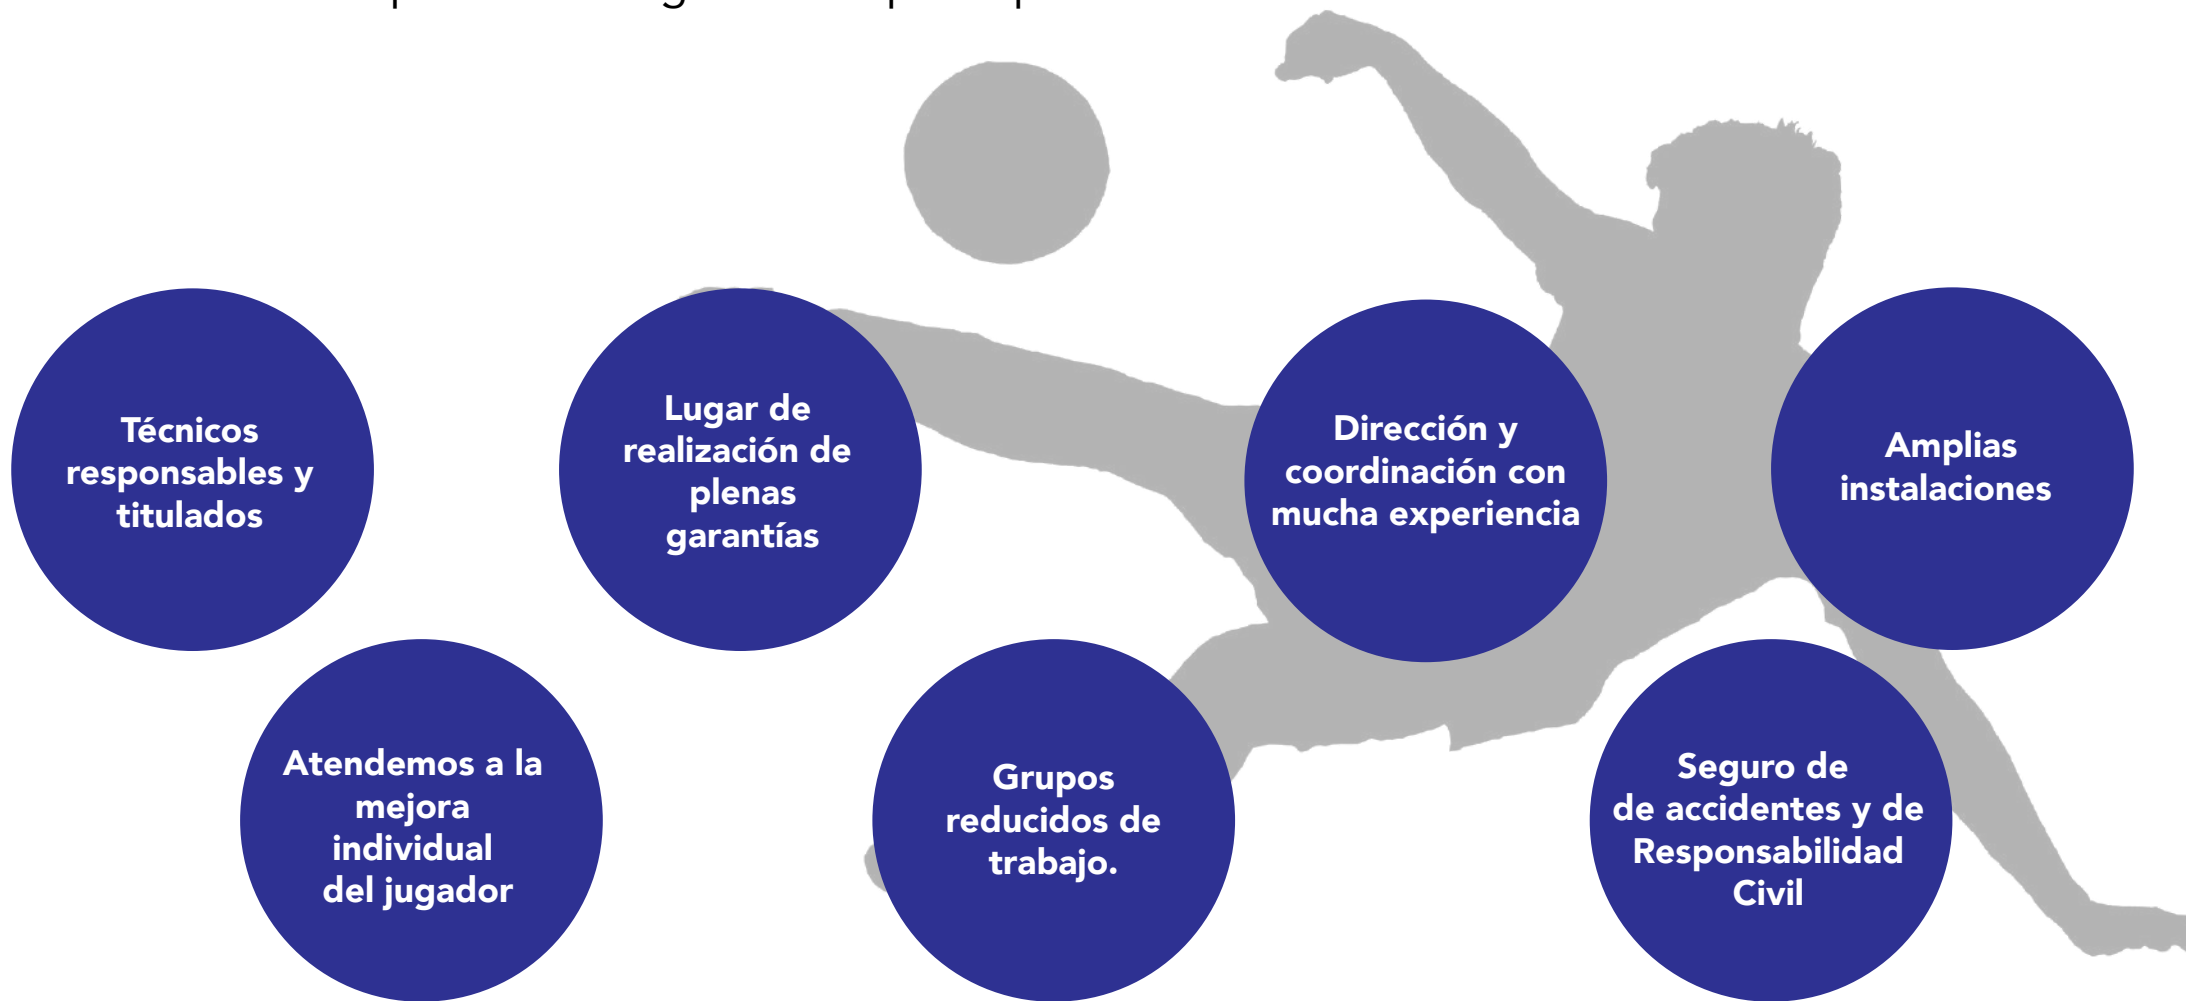 Técnicos
responsables y
titulados
Lugar de
realización de
plenas
garantías
Dirección y
coordinación con
mucha experiencia
Amplias
instalaciones
Atendemos a la
mejora
individual
del jugador
Grupos
reducidos de
trabajo.
Seguro de
de accidentes y de
Responsabilidad
Civil